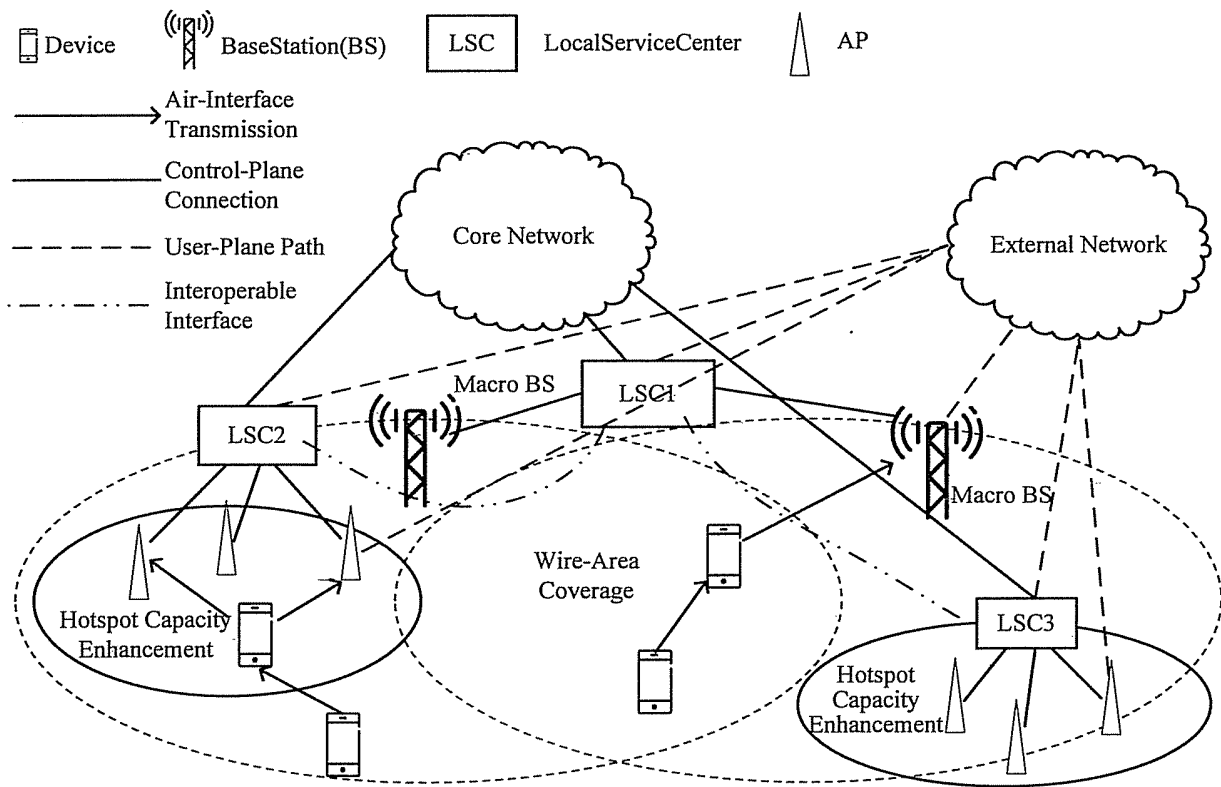 Device
BaseStation(BS)
LSC
LocalServiceCenter
AP
Air-Interface
Transmission
Control-Plane
Connection
User-Plane Path
Interoperable
Interface
Core Network
External Network
Macro BS
LSC1
LSC2
Macro BS
Wire-Area
Coverage
Hotspot Capacity
Enhancement
LSC3
Hotspot
Capacity
Enhancement